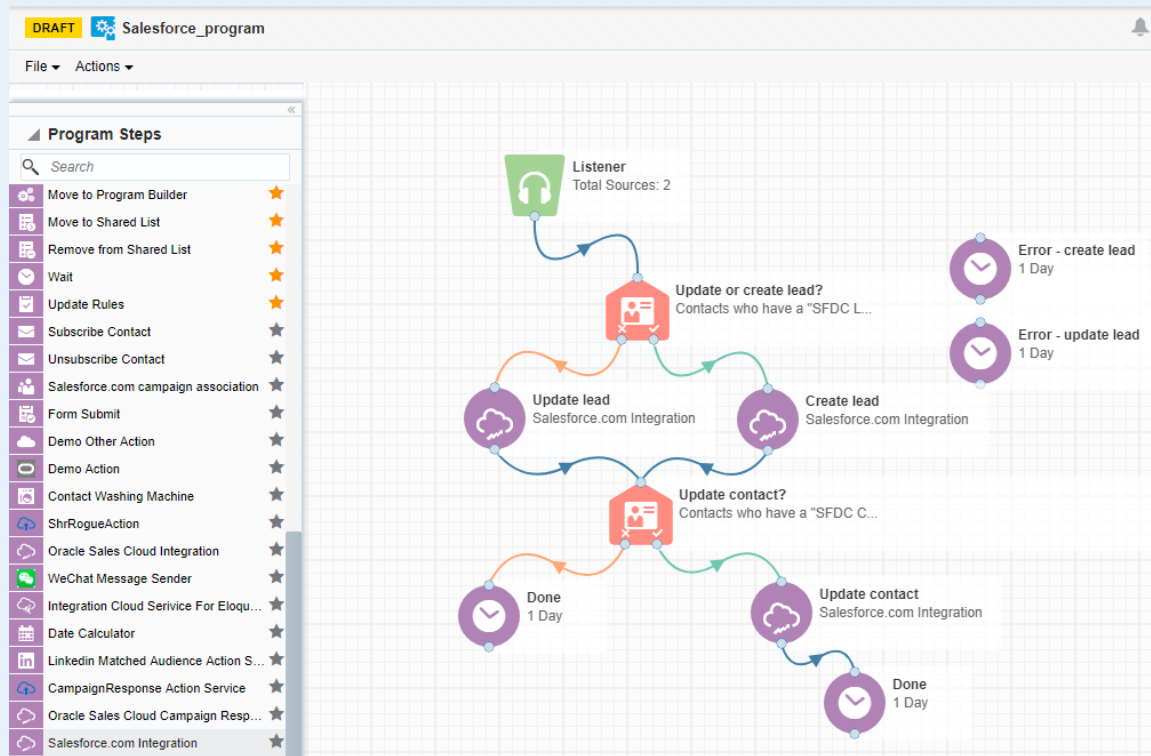 DRAFT Salesforce_program
File Actions
«
Program Steps
Search
Move to Program Builder
Move to Shared List
Remove from Shared List
Wait
Update Rules
Subscribe Contact
Unsubscribe Contact
Salesforce.com campaign association
Form Submit
Demo Other Action
Demo Action
Contact Washing Machine
ShrRogueAction
Oracle Sales Cloud Integration
WeChat Message Sender
Integration Cloud Serivice For Eloqu...
Date Calculator
Linkedin Matched Audience Action S...
CampaignResponse Action Service
Oracle Sales Cloud Campaign Resp...
Salesforce.com Integration
Listener
Total Sources: 2
Update or create lead?
Contacts who have a "SFDC L...
Error - create lead
1 Day
Error - update lead
1 Day
Update lead
Salesforce.com Integration
Create lead
Salesforce.com Integration
Update contact?
Contacts who have a "SFDC C...
Done
1 Day
Update contact
Salesforce.com Integration
Done
1 Day